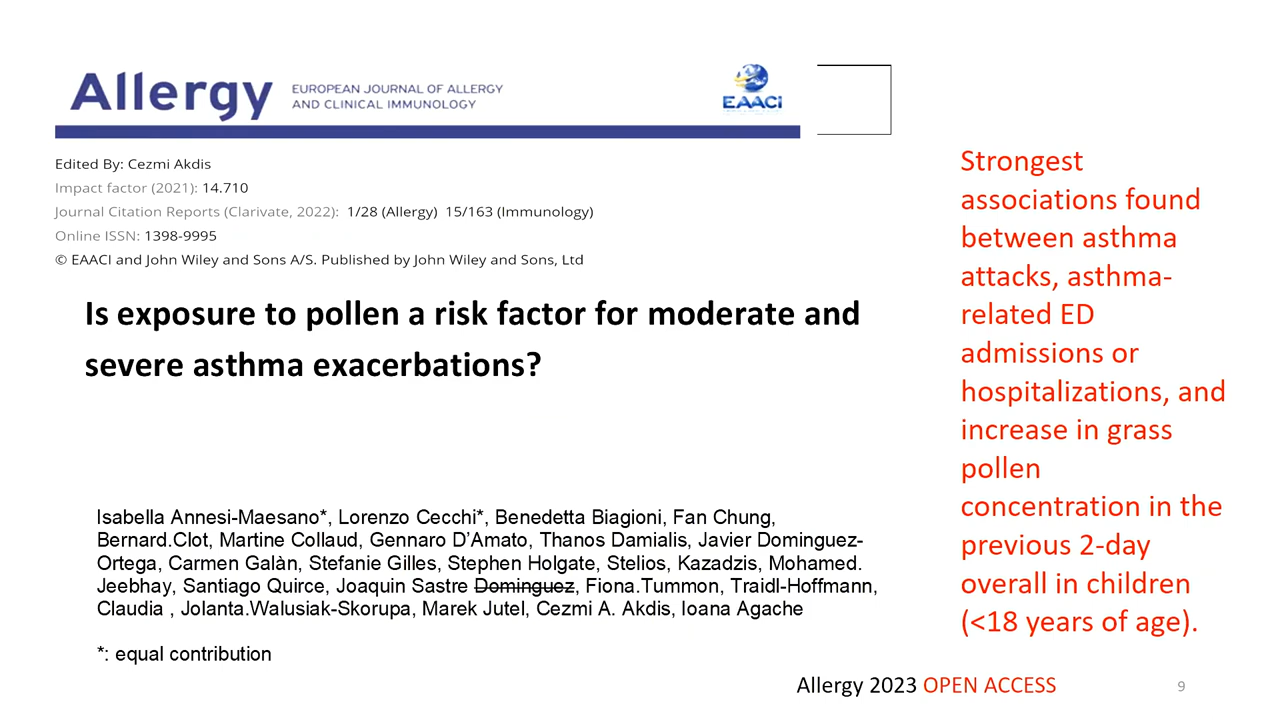 Allergy
EUROPEAN JOURNAL OF ALLERGY
AND CLINICAL IMMUNOLOGY
EAACI
Edited By: Cezmi Akdis
Impact factor (2021): 14.710
Journal Citation Reports (Clarivate, 2022): 1/28 (Allergy) 15/163 (Immunology)
Online ISSN: 1398-9995
© EAACI and John Wiley and Sons A/S. Published by John Wiley and Sons, Ltd
Is exposure to pollen a risk factor for moderate and
severe asthma exacerbations?
Isabella Annesi-Maesano*, Lorenzo Cecchi*, Benedetta Biagioni, Fan Chung,
Bernard.Clot, Martine Collaud, Gennaro D’Amato, Thanos Damialis, Javier Dominguez-
Ortega, Carmen Galàn, Stefanie Gilles, Stephen Holgate, Stelios, Kazadzis, Mohamed.
Jeebhay, Santiago Quirce, Joaquin Sastre Dominguez, Fiona.Tummon, Traidl-Hoffmann,
Claudia , Jolanta.Walusiak-Skorupa, Marek Jutel, Cezmi A. Akdis, Ioana Agache
*: equal contribution
Strongest
associations found
between asthma
attacks, asthma-
related ED
admissions or
hospitalizations, and
increase in grass
pollen
concentration in the
previous 2-day
overall in children
(<18 years of age).
Allergy 2023 OPEN ACCESS
9